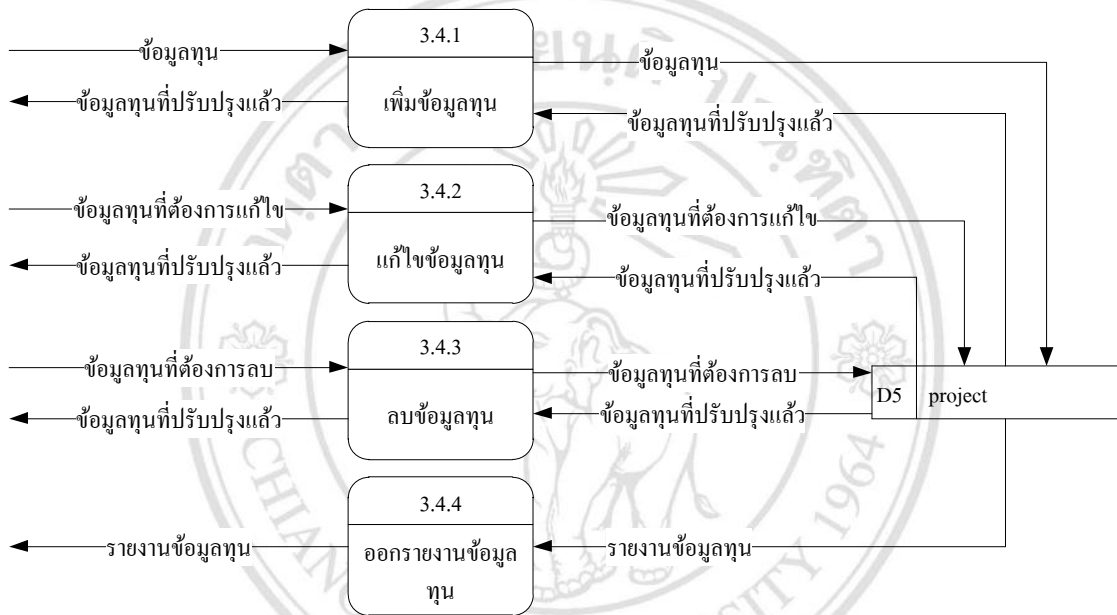 3.4.1
ข้อมูลทุน
ข้อมูลทุน
ข้อมูลทุนที่ปรับปรุงแล้ว
เพิ่มข้อมูลทุน
ข้อมูลทุนที่ปรับปรุงแล้ว
3.4.2
ข้อมูลทุนที่ต้องการแก้ไข
ข้อมูลทุนที่ต้องการแก้ไข
ข้อมูลทุนที่ปรับปรุงแล้ว
แก้ไขข้อมูลทุน
ข้อมูลทุนที่ปรับปรุงแล้ว
3.4.3
ข้อมูลทุนที่ต้องการลบ
ข้อมูลทุนที่ต้องการลบ
D5 project
ข้อมูลทุนที่ปรับปรุงแล้ว
ลบข้อมูลทุน
ข้อมูลทุนที่ปรับปรุงแล้ว
3.4.4
รายงานข้อมูลทุน
ออกรายงานข้อมูล
ทุน
รายงานข้อมูลทุน
1964